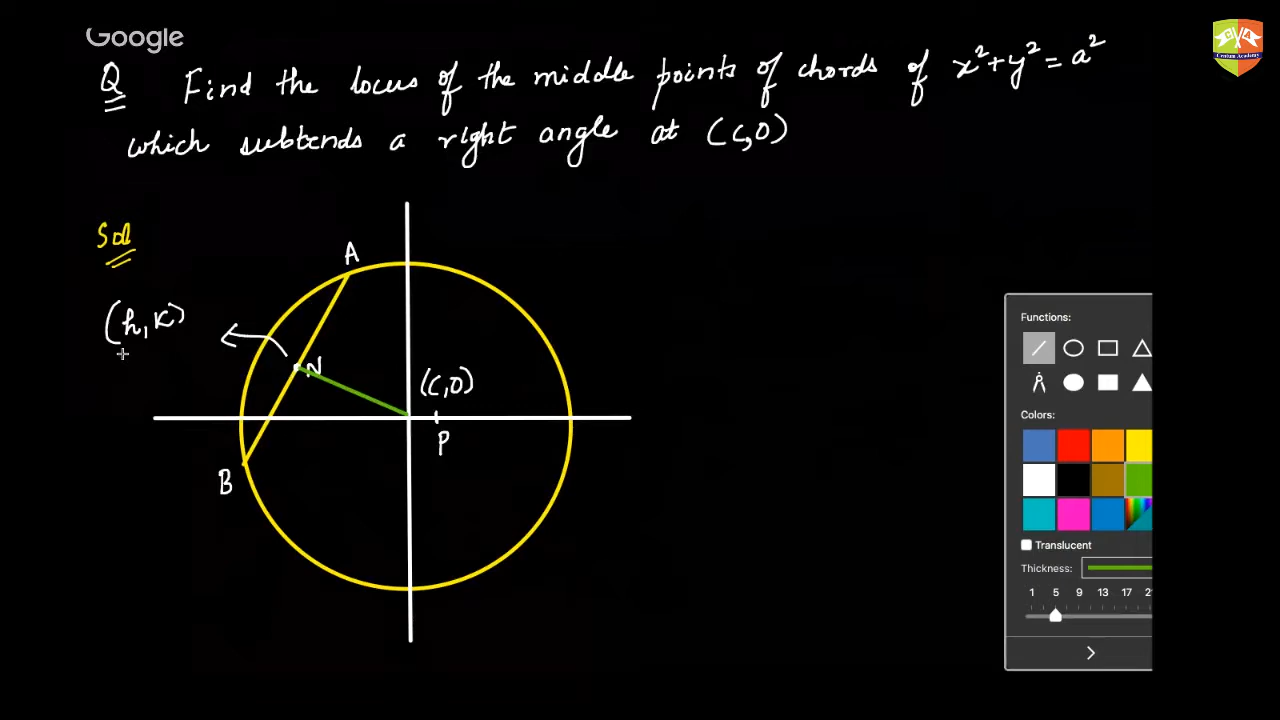 Google
Q Find the locus of the middle points of chords of x²+y²=a²
which subtends a right angle at (c,0)
Sol
A
(h,k)
N
(c,0)
P
B
Functions:
Colors:
Translucent
Thickness:
1 5 9 13 17 21